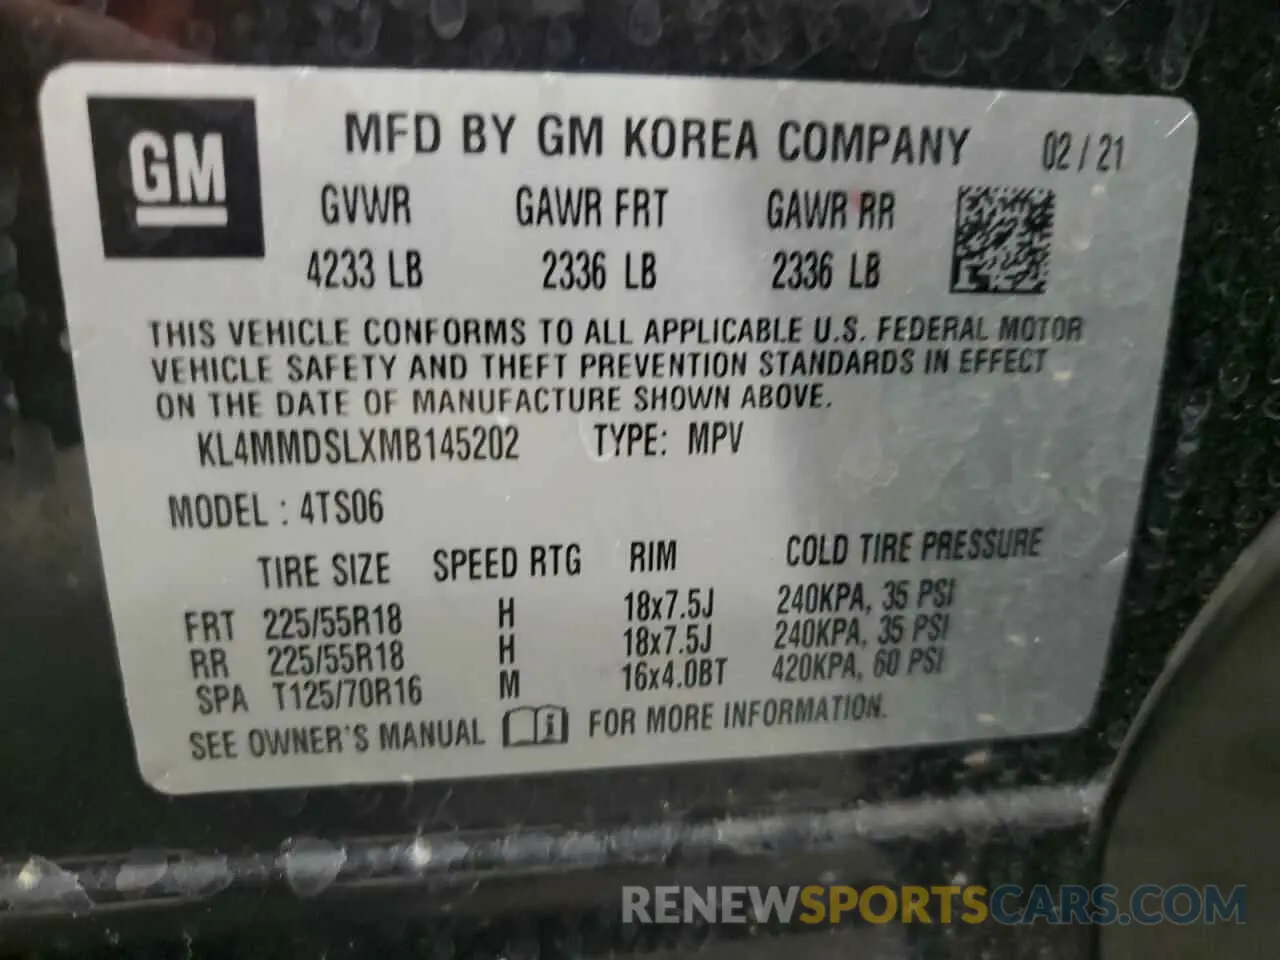 GM
MFD BY GM KOREA COMPANY 02 / 21
GVWR GAWR FRT GAWR RR
4233 LB 2336 LB 2336 LB
THIS VEHICLE CONFORMS TO ALL APPLICABLE U.S. FEDERAL MOTOR
VEHICLE SAFETY AND THEFT PREVENTION STANDARDS IN EFFECT
ON THE DATE OF MANUFACTURE SHOWN ABOVE.
KL4MMDSLXMB145202 TYPE: MPV
MODEL : 4TS06
TIRE SIZE SPEED RTG RIM COLD TIRE PRESSURE
FRT 225/55R18 H 18x7.5J 240KPA, 35 PSI
RR 225/55R18 H 18x7.5J 240KPA, 35 PSI
SPA T125/70R16 M 16x4.0BT 420KPA, 60 PSI
SEE OWNER'S MANUAL i FOR MORE INFORMATION.
RENEWSPORTSCARS.COM